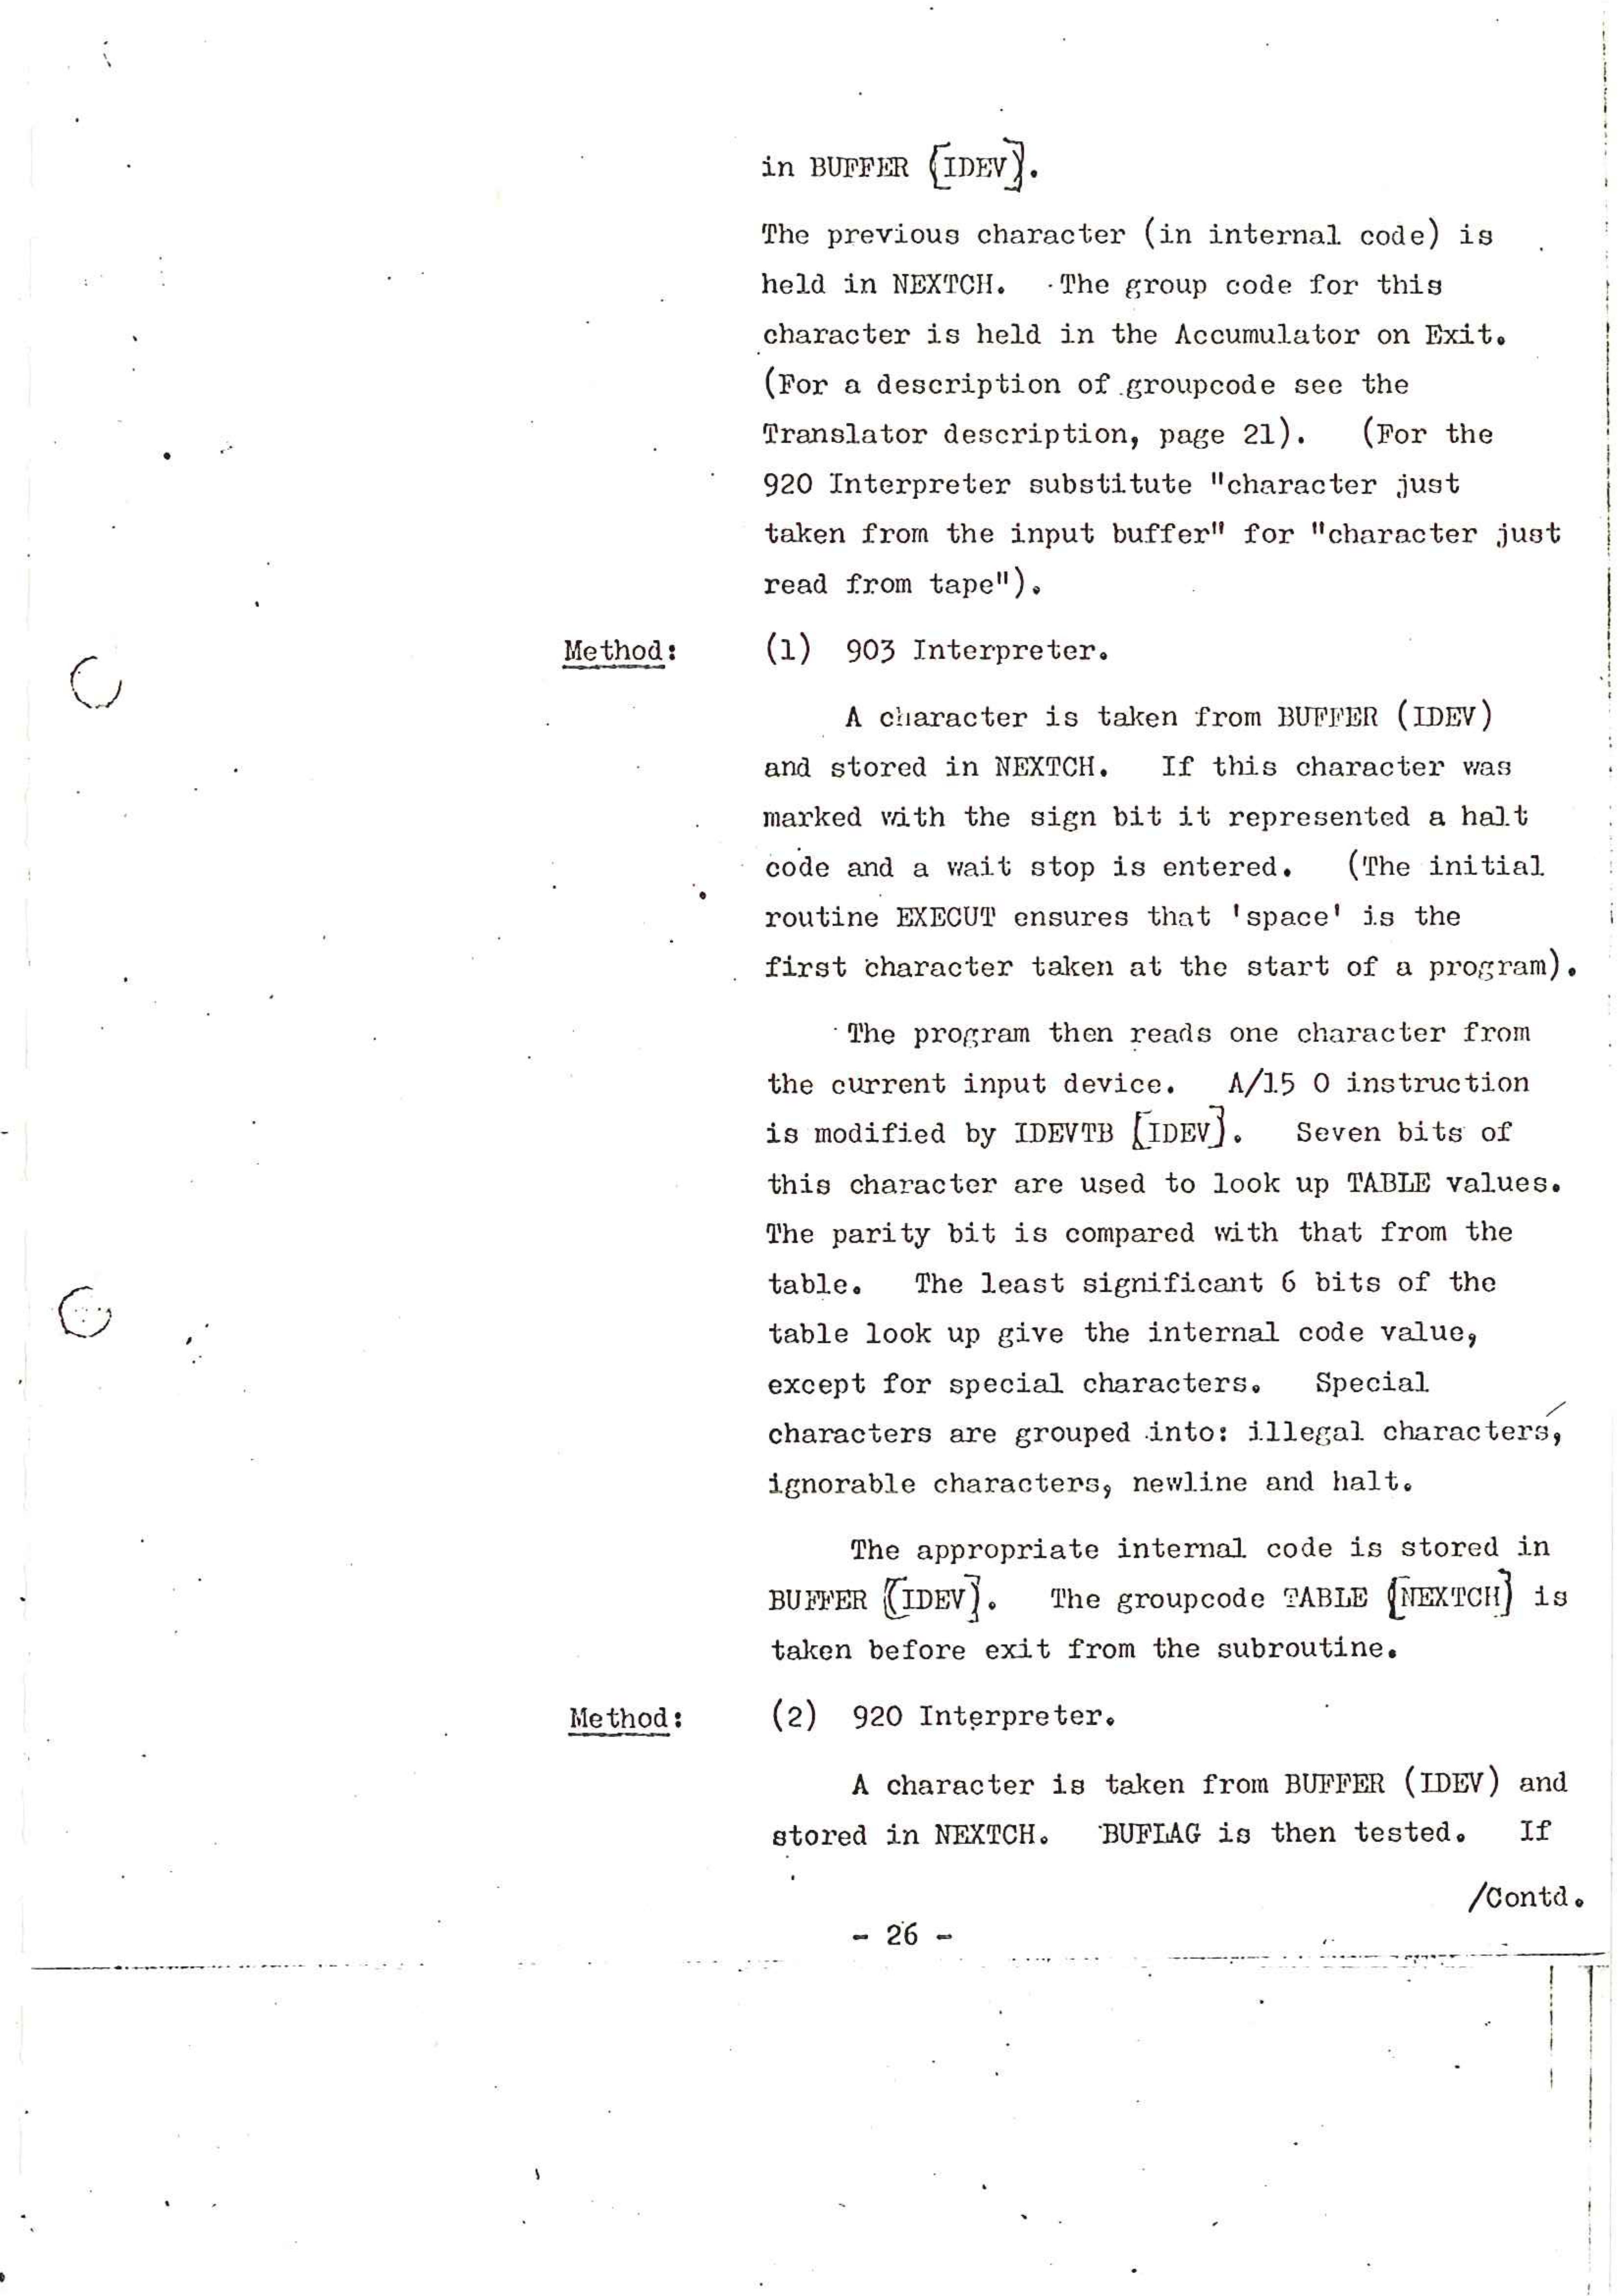 in BUFFER [IDEV].
The previous character (in internal code) is
held in NEXTCH. The group code for this
character is held in the Accumulator on Exit.
(For a description of groupcode see the
Translator description, page 21). (For the
920 Interpreter substitute "character just
taken from the input buffer" for "character just
read from tape").
Method: (1) 903 Interpreter.
A character is taken from BUFFER (IDEV)
and stored in NEXTCH. If this character was
marked with the sign bit it represented a halt
code and a wait stop is entered. (The initial
routine EXECUT ensures that 'space' is the
first character taken at the start of a program).
The program then reads one character from
the current input device. A/15 0 instruction
is modified by IDEVTB [IDEV]. Seven bits of
this character are used to look up TABLE values.
The parity bit is compared with that from the
table. The least significant 6 bits of the
table look up give the internal code value,
except for special characters. Special
characters are grouped into: illegal characters,
ignorable characters, newline and halt.
The appropriate internal code is stored in
BUFFER [IDEV]. The groupcode TABLE [NEXTCH] is
taken before exit from the subroutine.
Method: (2) 920 Interpreter.
A character is taken from BUFFER (IDEV) and
stored in NEXTCH. BUFLAG is then tested. If
/Contd.
- 26 -